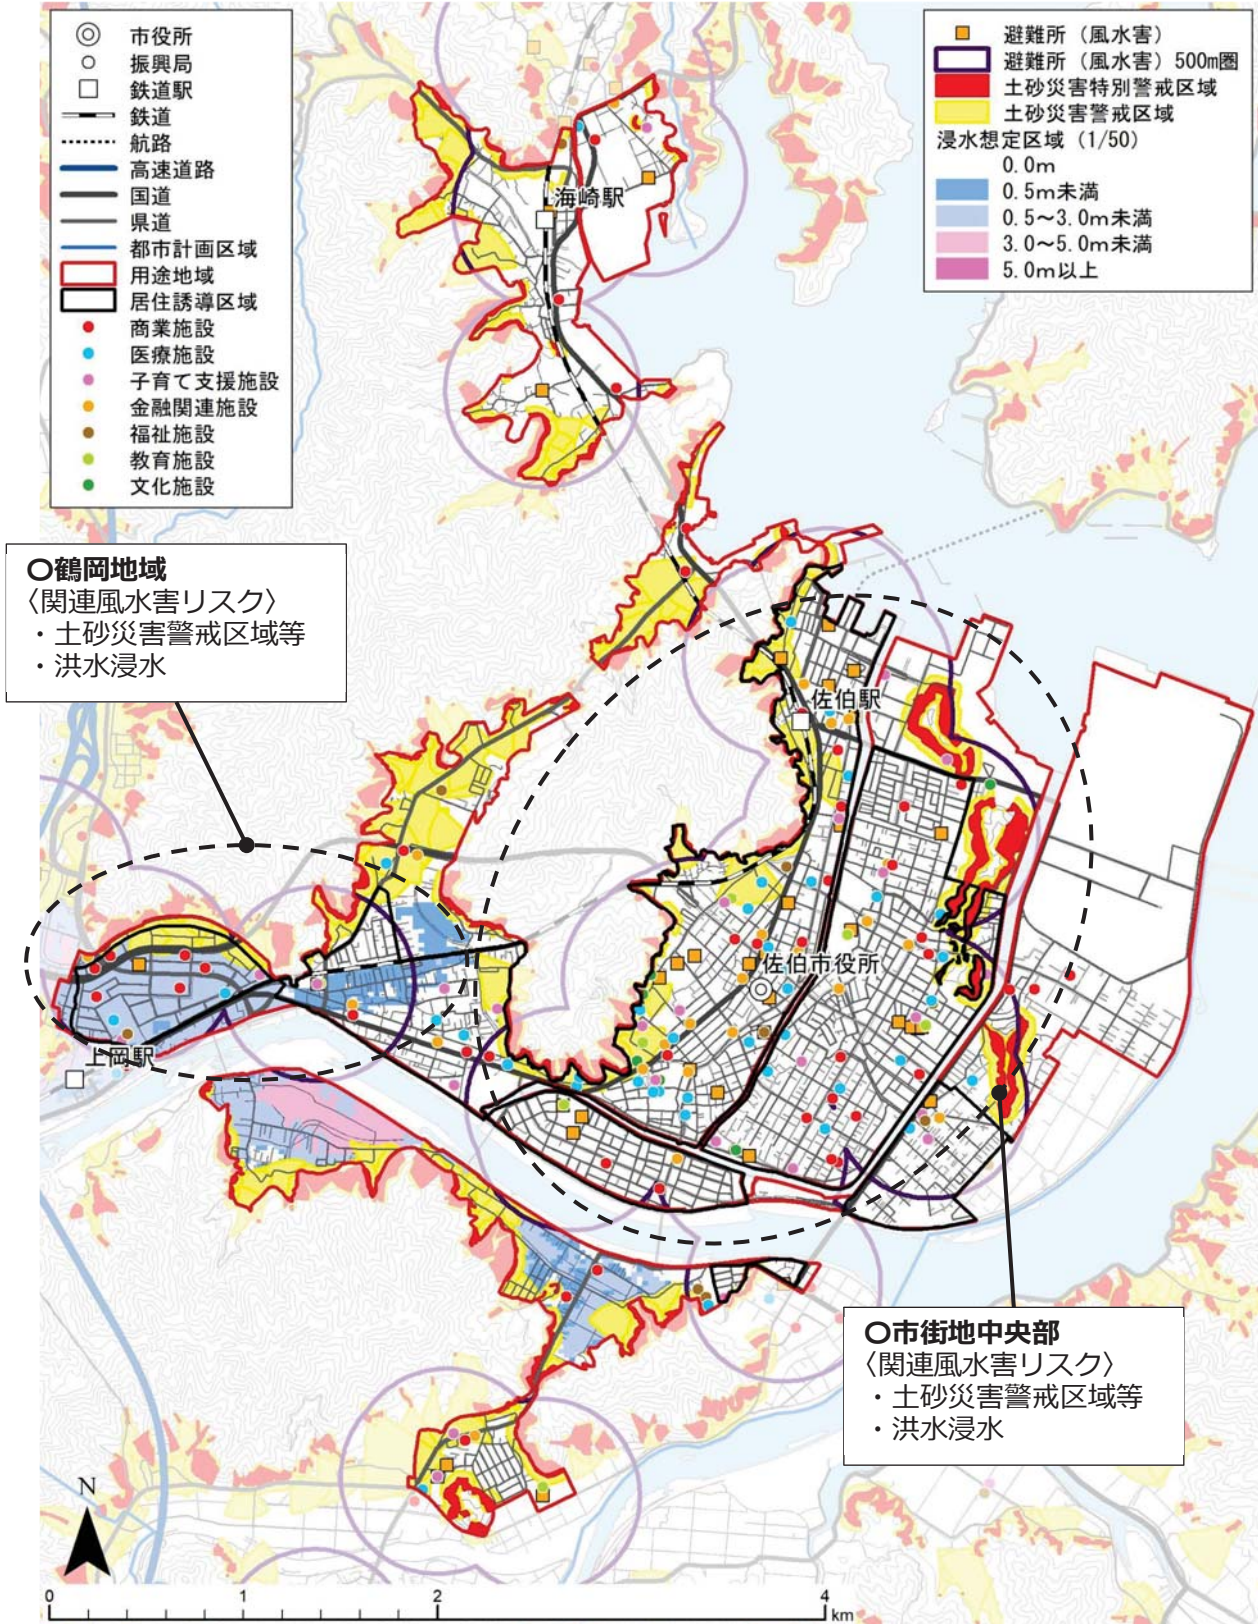 市役所
振興局
鉄道駅
鉄道
航路
高速道路
国道
県道
都市計画区域
用途地域
居住誘導区域
商業施設
医療施設
子育て支援施設
金融関連施設
福祉施設
教育施設
文化施設
避難所（風水害）
避難所（風水害）500m圏
土砂災害特別警戒区域
土砂災害警戒区域
浸水想定区域（1/50）
0.0m
0.5m未満
0.5～3.0m未満
3.0～5.0m未満
5.0m以上
海崎駅
〇鶴岡地域
〈関連風水害リスク〉
・土砂災害警戒区域等
・洪水浸水
佐伯駅
佐伯市役所
上岡駅
〇市街地中央部
〈関連風水害リスク〉
・土砂災害警戒区域等
・洪水浸水
N
0 1 2 4
km